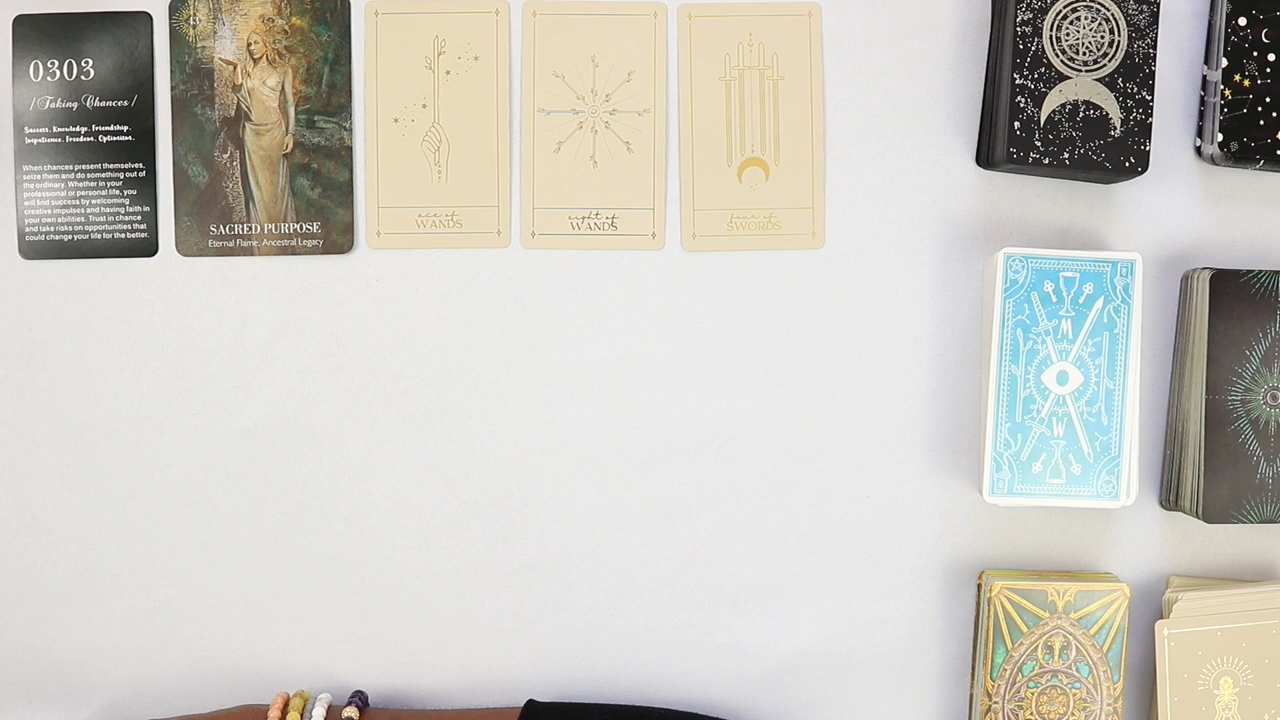 0303
/Taking Chances/
Success. Knowledge. Friendship.
Impatience. Freedom. Optimism.
When chances present themselves,
seize them and do something out of
the ordinary. Whether in your
professional or personal life, you
will find success by becoming
creative impulses and having faith in
your own abilities. Trust in chance
and take risks on opportunities that
could change your life for the better.
43
SACRED PURPOSE
Eternal Flame, Ancestral Legacy
ace of
WANDS
eight of
WANDS
four of
SWORDS
M
W